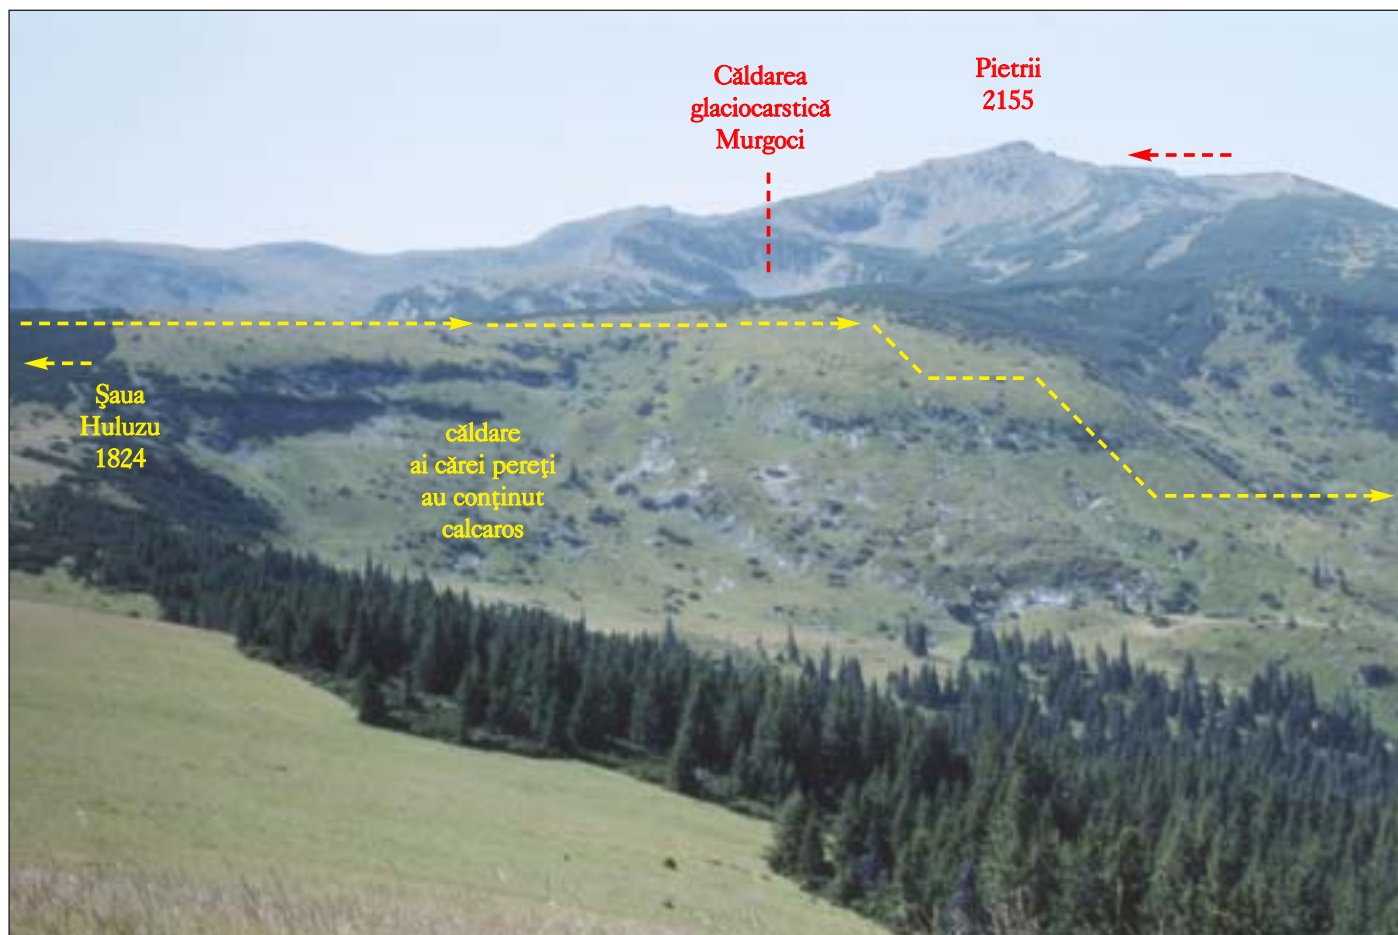 Căldarea
glaciocarstică
Murgoci
Pietrii
2155
Şaua
Huluzu
1824
căldare
ai cărei pereţi
au conţinut
calcaros